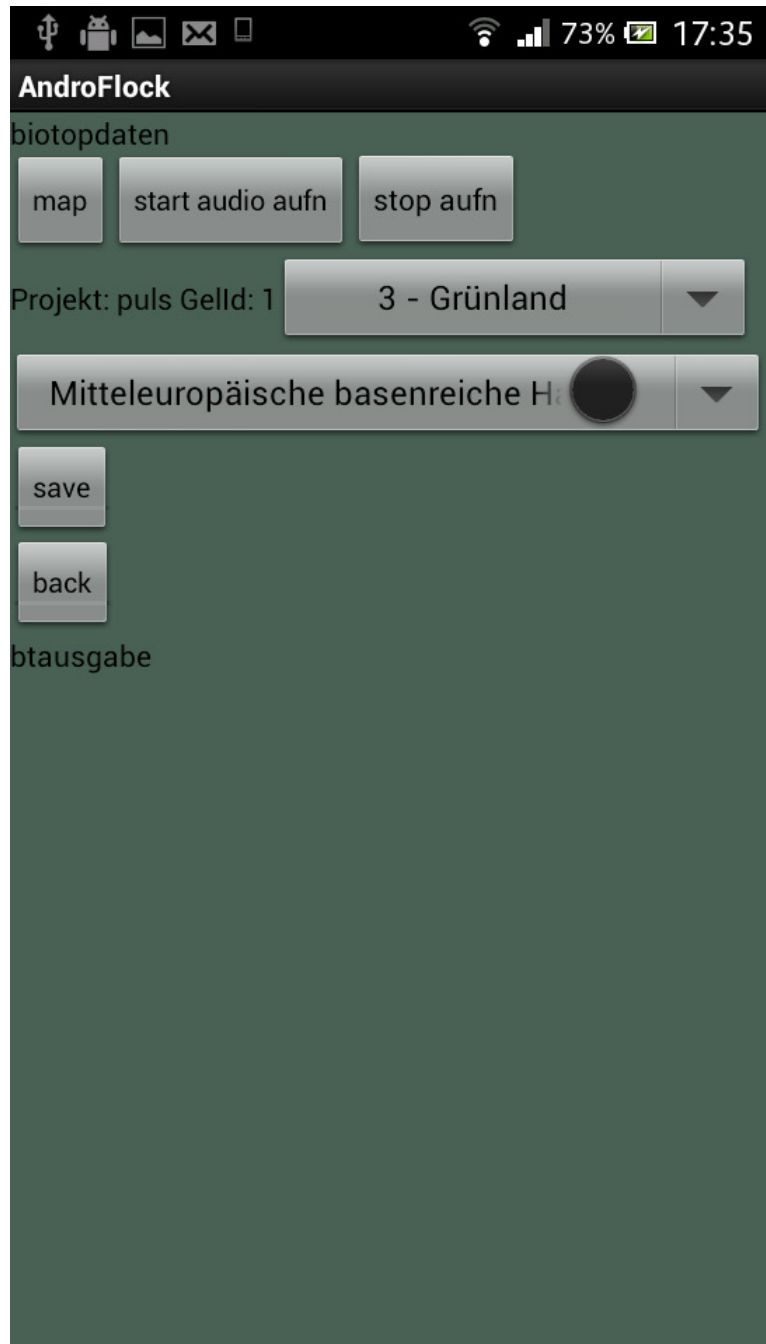 73% 17:35
AndroFlock
biotopdaten
map start audio aufn stop aufn
Projekt: puls GelId: 1 3 - Grünland
Mitteleuropäische basenreiche
save
back
btausgabe